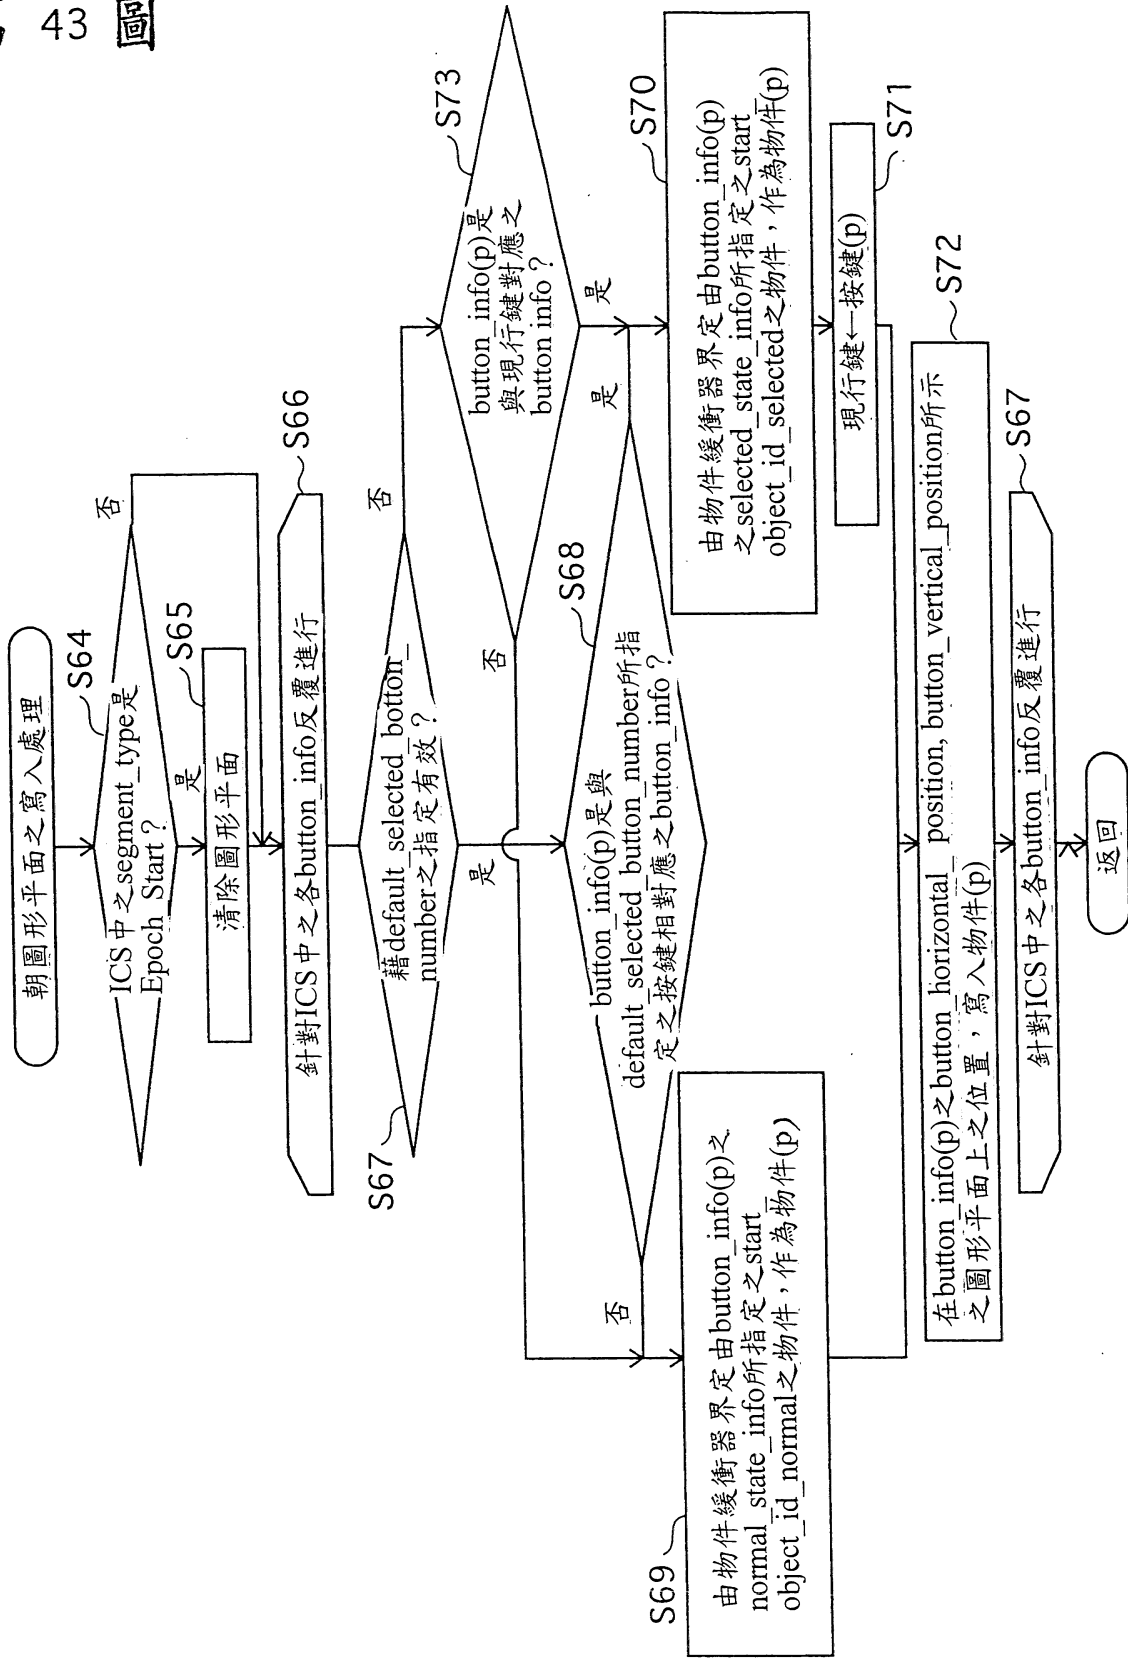 43 圖
朝圖形平面之寫入處理
S64
ICS中之segment_type是
Epoch Start？
否
是
S65
清除圖形平面
S66
針對ICS中之各button_info反覆進行
S67
藉default_selected_botton_
number之指定有效？
否
是
S73
button_info(p)是
與現行鍵對應之
button info？
否
是
S68
button_info(p)是與
default_selected_button_number所指
定之按鍵相對應之button_info？
是
否
S69
由物件緩衝器界定由button_info(p)之
normal_state_info所指定之start_
object_id_normal之物件，作為物件(p)
S70
由物件緩衝器界定由button_info(p)
之selected_state_info所指定之start_
object_id_selected之物件，作為物件(p)
S71
現行鍵←按鍵(p)
S72
在button_info(p)之button_horizontal_position, button_vertical_position所示
之圖形平面上之位置，寫入物件(p)
S67
針對ICS中之各button_info反覆進行
返回